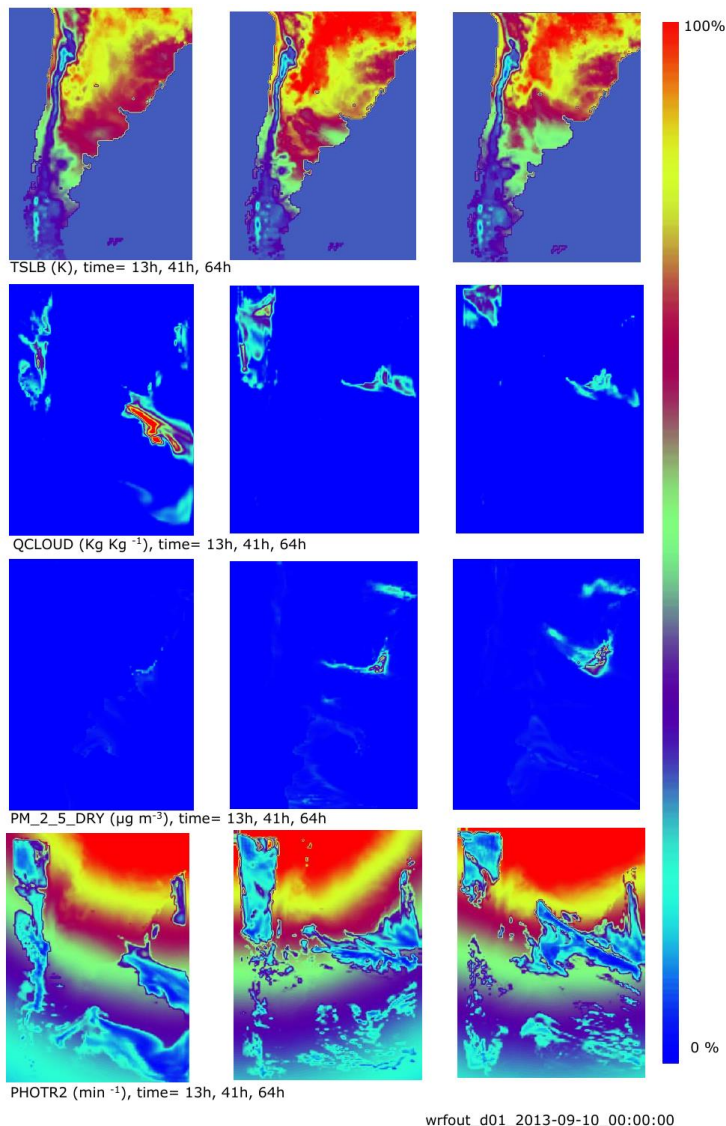 100%
TSLB (K), time= 13h, 41h, 64h
QCLOUD (Kg Kg ⁻¹), time= 13h, 41h, 64h
PM_2_5_DRY (µg m⁻³), time= 13h, 41h, 64h
0 %
PHOTR2 (min ⁻¹), time= 13h, 41h, 64h
wrfout_d01_2013-09-10_00:00:00